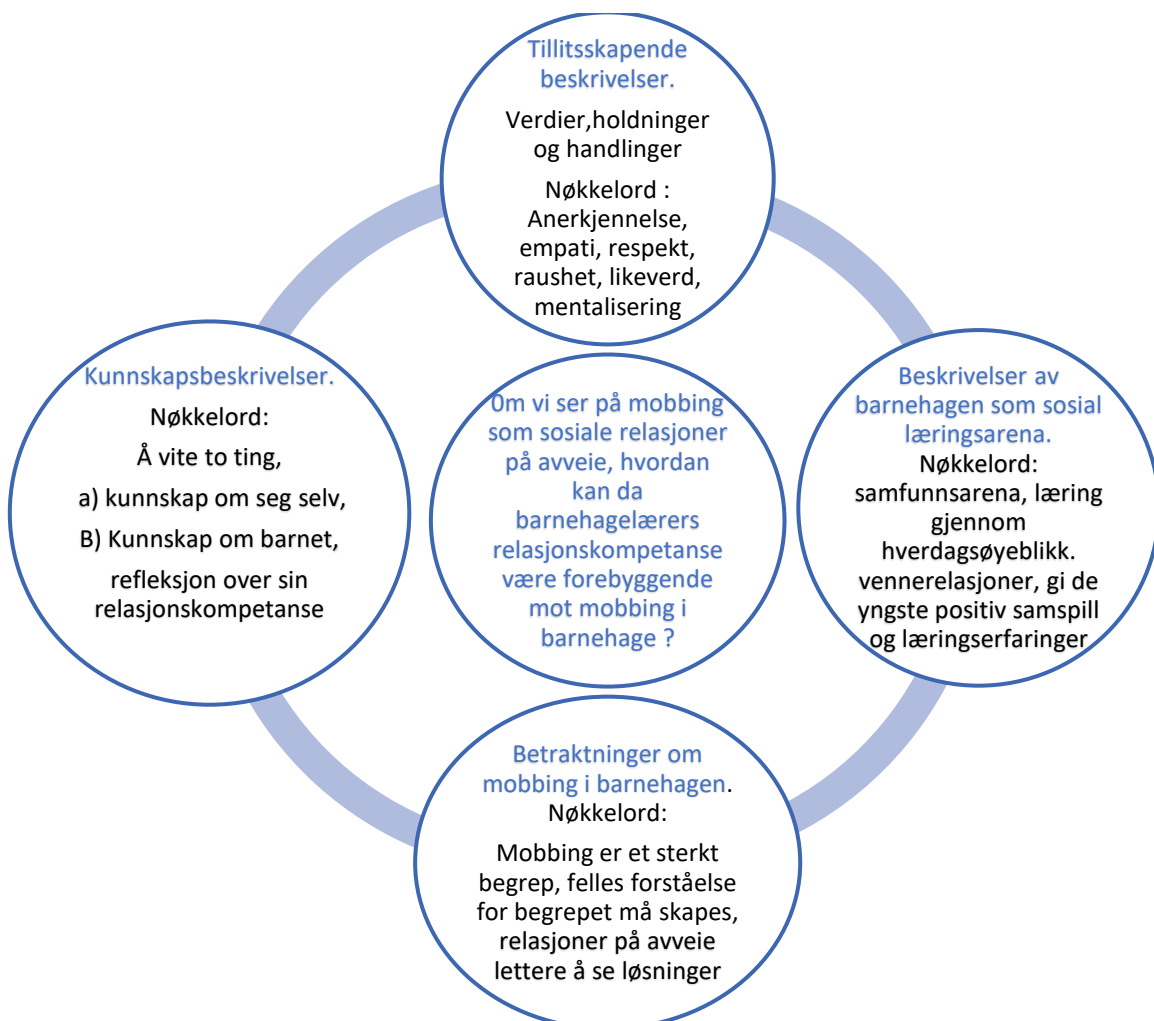 Tillitsskapende
beskrivelser.
Verdier,holdninger
og handlinger
Nøkkelord :
Anerkjennelse,
empati, respekt,
raushet, likeverd,
mentalisering
Kunnskapsbeskrivelser.
Nøkkelord:
Å vite to ting,
a) kunnskap om seg selv,
B) Kunnskap om barnet,
refleksjon over sin
relasjonskompetanse
0m vi ser på mobbing
som sosiale relasjoner
på avveie, hvordan
kan da
barnehagelærers
relasjonskompetanse
være forebyggende
mot mobbing i
barnehage ?
Beskrivelser av
barnehagen som sosial
læringsarena.
Nøkkelord:
samfunnsarena, læring
gjennom
hverdagsøyeblikk.
vennerelasjoner, gi de
yngste positiv samspill
og læringserfaringer
Betraktninger om
mobbing i barnehagen.
Nøkkelord:
Mobbing er et sterkt
begrep, felles forståelse
for begrepet må skapes,
relasjoner på avveie
lettere å se løsninger